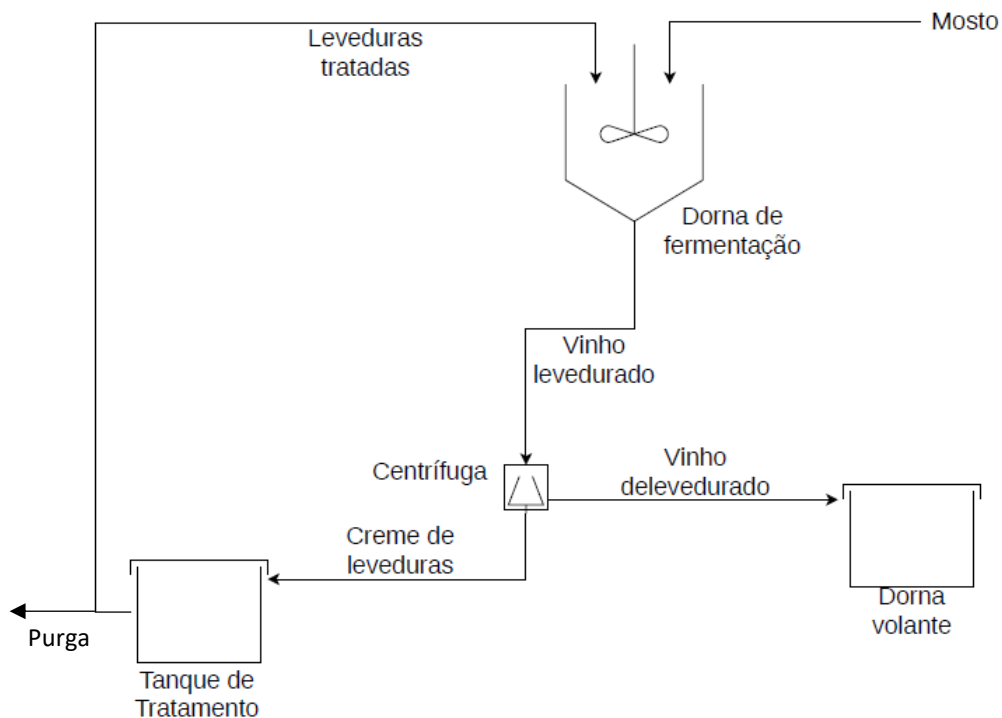 Mosto
Leveduras
tratadas
Dorna de
fermentação
Vinho
levedurado
Centrífuga
Vinho
delevedurado
Creme de
leveduras
Dorna
volante
Purga
Tanque de
Tratamento